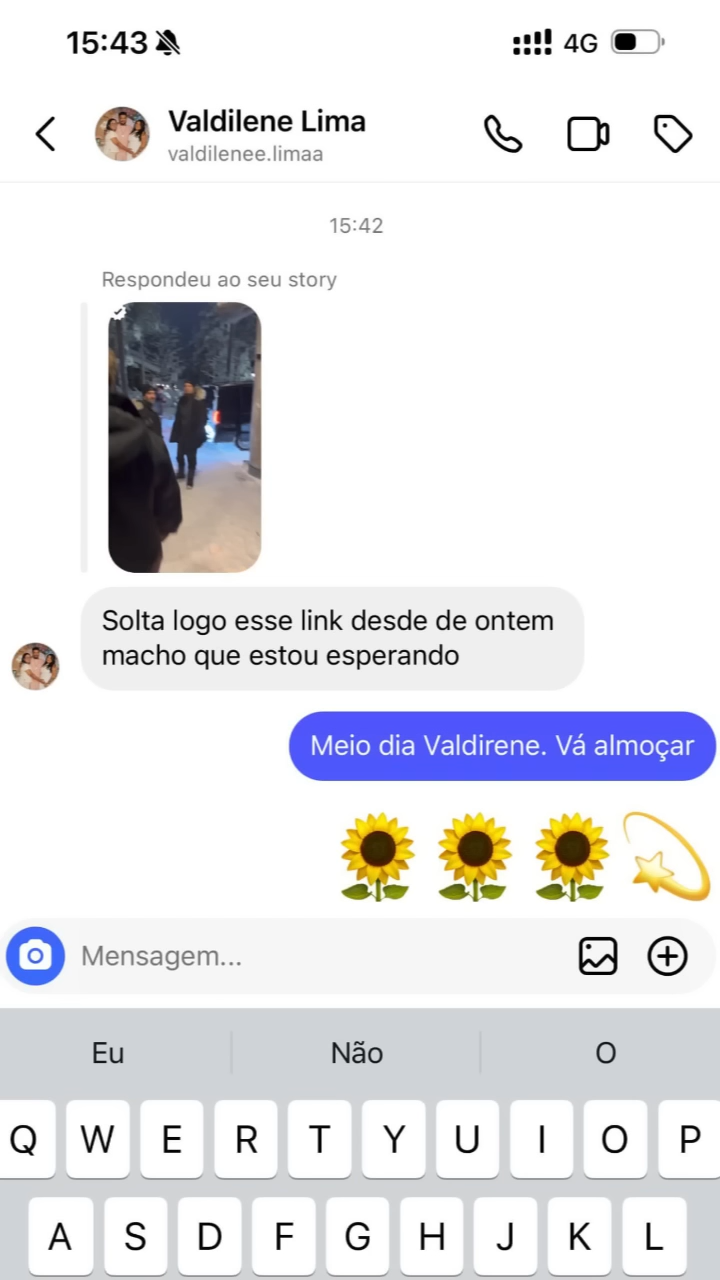 15:43 4G
Valdilene Lima
valdilenee.limaa
15:42
Respondeu ao seu story
Solta logo esse link desde de ontem
macho que estou esperando
Meio dia Valdirene. Vá almoçar
🌻🌻🌻💫
Mensagem...
Eu Não O
Q W E R T Y U I O P
A S D F G H J K L